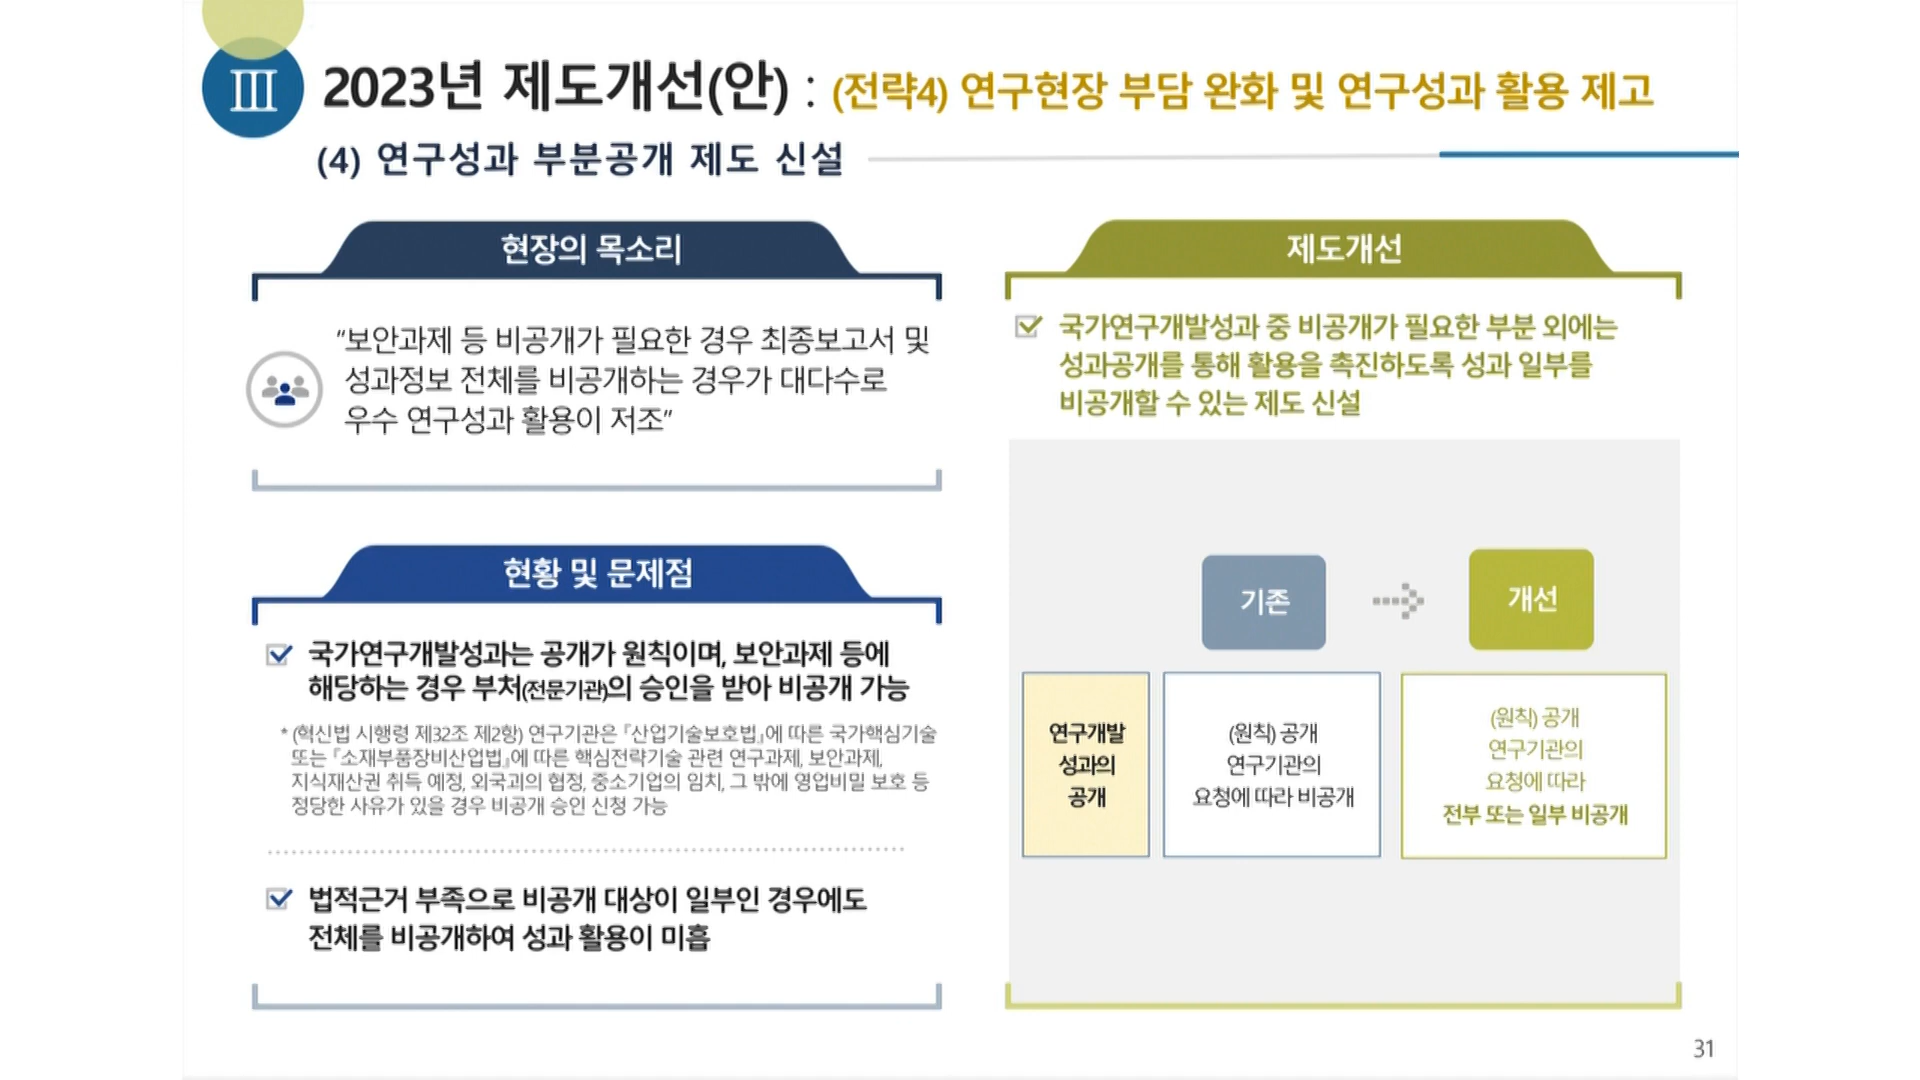 Ⅲ
2023년 제도개선(안) : (전략4) 연구현장 부담 완화 및 연구성과 활용 제고
(4) 연구성과 부분공개 제도 신설
현장의 목소리
“보안과제 등 비공개가 필요한 경우 최종보고서 및
성과정보 전체를 비공개하는 경우가 대다수로
우수 연구성과 활용이 저조”
현황 및 문제점
국가연구개발성과는 공개가 원칙이며, 보안과제 등에
해당하는 경우 부처(전문기관)의 승인을 받아 비공개 가능
* (혁신법 시행령 제32조 제2항) 연구기관은 『산업기술보호법』에 따른 국가핵심기술
또는 『소재부품장비산업법』에 따른 핵심전략기술 관련 연구과제, 보안과제,
지식재산권 취득 예정, 외국괴의 협정, 중소기업의 임치, 그 밖에 영업비밀 보호 등
정당한 사유가 있을 경우 비공개 승인 신청 가능
법적근거 부족으로 비공개 대상이 일부인 경우에도
전체를 비공개하여 성과 활용이 미흡
제도개선
국가연구개발성과 중 비공개가 필요한 부분 외에는
성과공개를 통해 활용을 촉진하도록 성과 일부를
비공개할 수 있는 제도 신설
기존
개선
연구개발
성과의
공개
(원칙) 공개
연구기관의
요청에 따라 비공개
(원칙) 공개
연구기관의
요청에 따라
전부 또는 일부 비공개
31